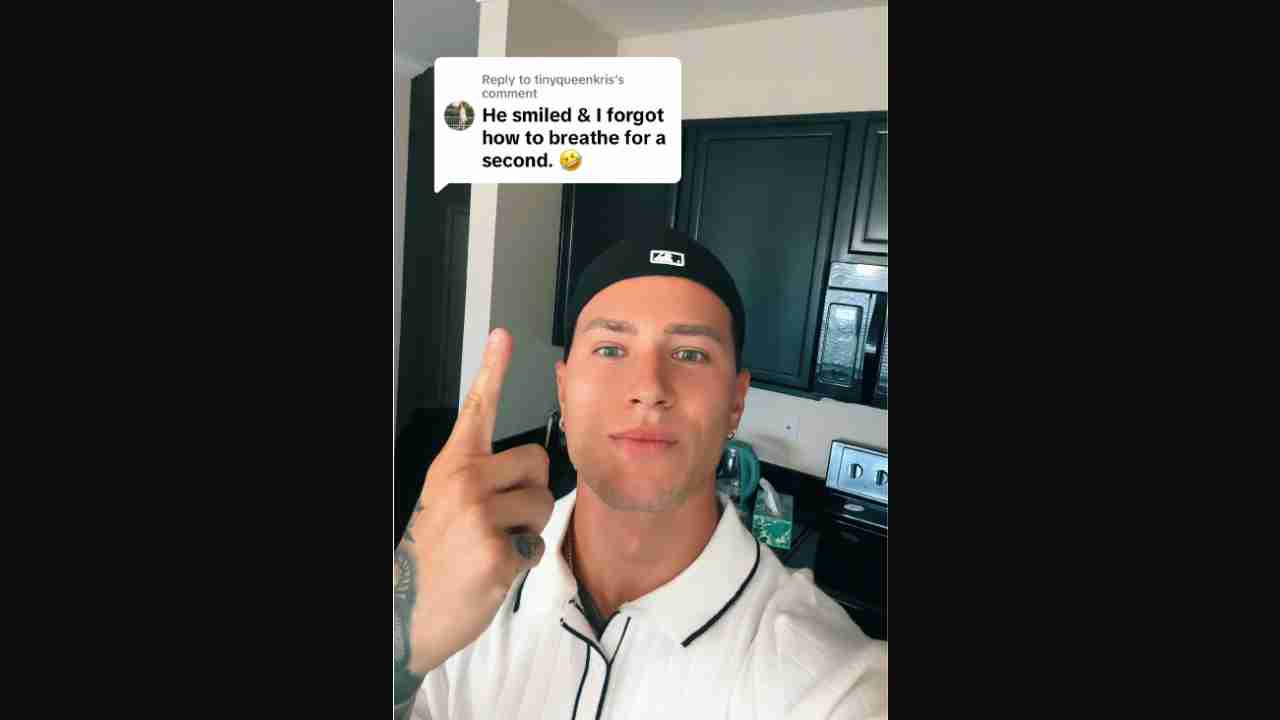 Reply to tinyqueenkris's
comment
He smiled & I forgot
how to breathe for a
second. 🤣